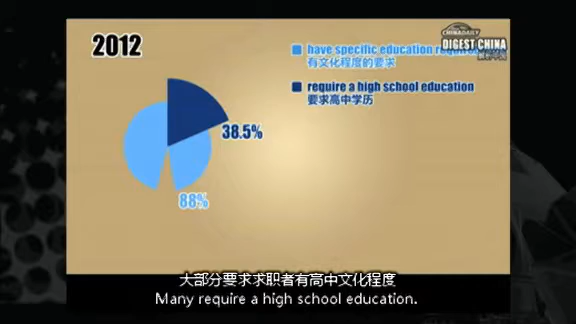 2012
CHINADAILY
DIGEST CHINA
have specific education
有文化程度的要求
require a high school education
要求高中学历
38.5%
88%
大部分要求求职者有高中文化程度
Many require a high school education.